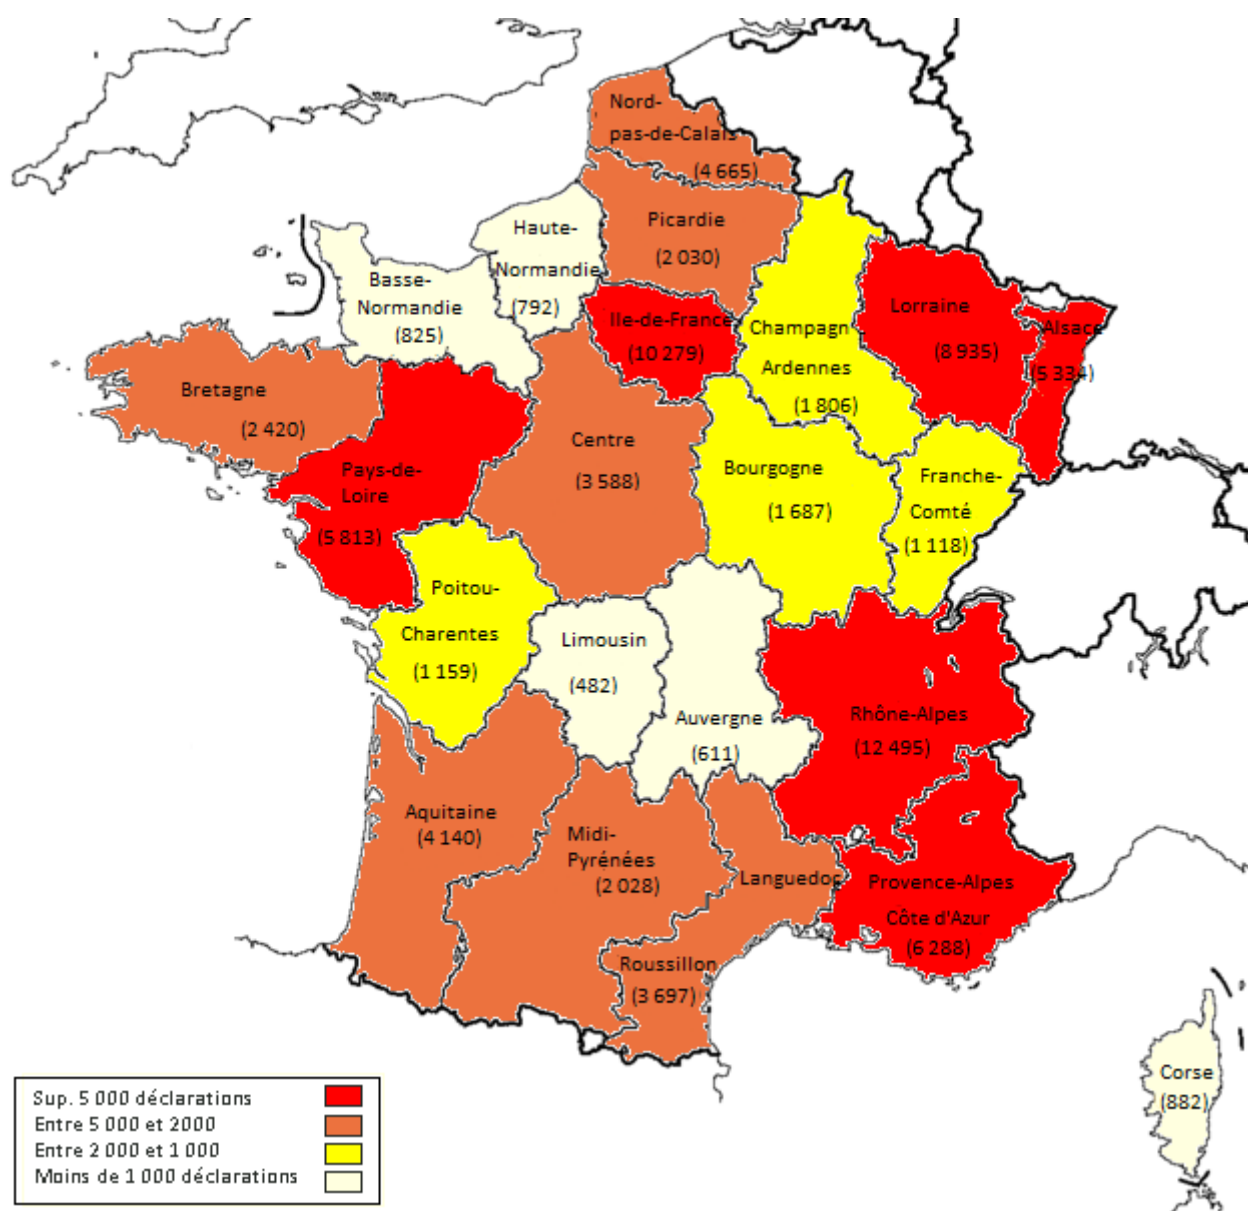 Nord-
pas-de-Calais
(4 665)
Picardie
(2 030)
Haute-
Normandie
(792)
Basse-
Normandie
(825)
Ile-de-France
(10 279)
Champagn
Ardennes
(1 806)
Lorraine
(8 935)
Alsace
(5 334)
Bretagne
(2 420)
Pays-de-
Loire
(5 813)
Centre
(3 588)
Bourgogne
(1 687)
Franche-
Comté
(1 118)
Poitou-
Charentes
(1 159)
Limousin
(482)
Auvergne
(611)
Rhône-Alpes
(12 495)
Aquitaine
(4 140)
Midi-
Pyrénées
(2 028)
Languedoc
Roussillon
(3 697)
Provence-Alpes
Côte d'Azur
(6 288)
Corse
(882)
Sup. 5 000 déclarations
Entre 5 000 et 2000
Entre 2 000 et 1 000
Moins de 1 000 déclarations